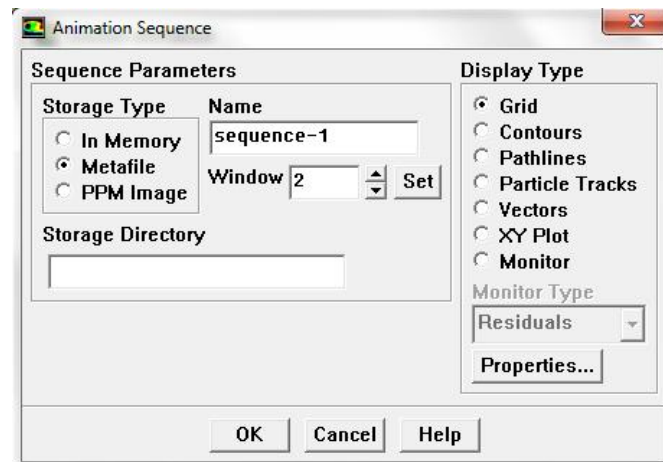 Animation Sequence
Sequence Parameters
Storage Type
In Memory
Metafile
PPM Image
Name
sequence-1
Window 2 Set
Storage Directory
Display Type
Grid
Contours
Pathlines
Particle Tracks
Vectors
XY Plot
Monitor
Monitor Type
Residuals
Properties...
OK Cancel Help